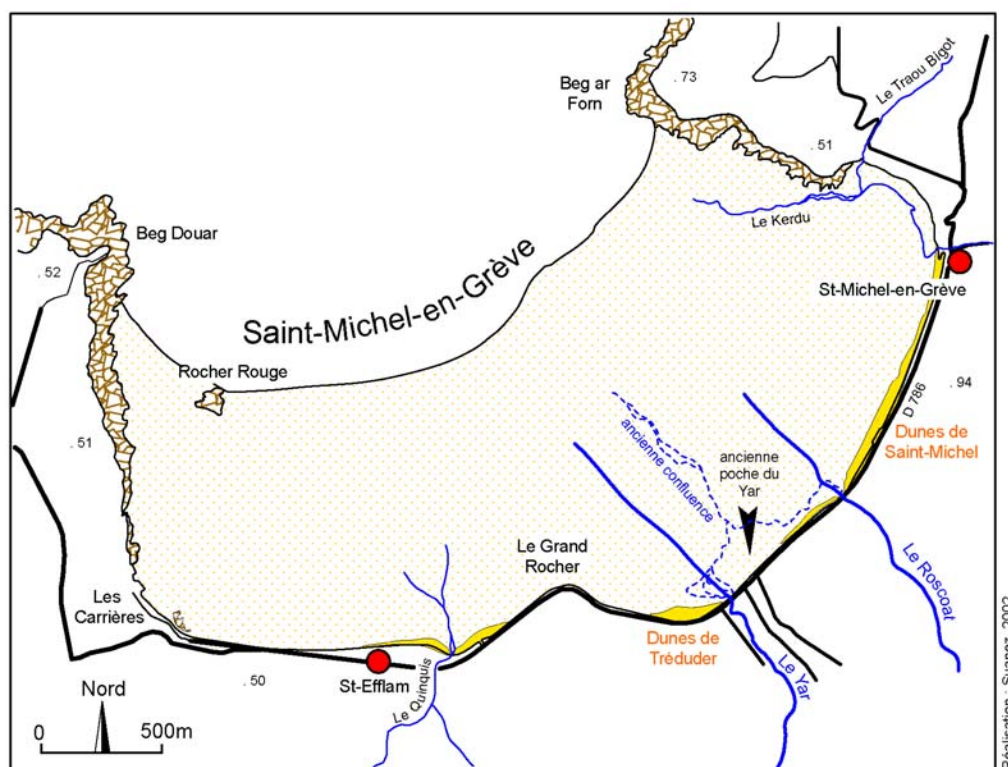 Le Traou Bigot
. 73
Beg ar
Forn
. 51
Beg Douar
Le Kerdu
. 52
St-Michel-en-Grève
Saint-Michel-en-Grève
Rocher Rouge
. 94
D 786
. 51
Dunes de
Saint-Michel
ancienne confluence
ancienne
poche du
Yar
Le Grand
Rocher
Le Roscoat
Les
Carrières
Dunes de
Tréduder
Le Yar
. 50
St-Efflam
Le Quinquis
Nord
0 500m
Réalisation : Suanez, 2002